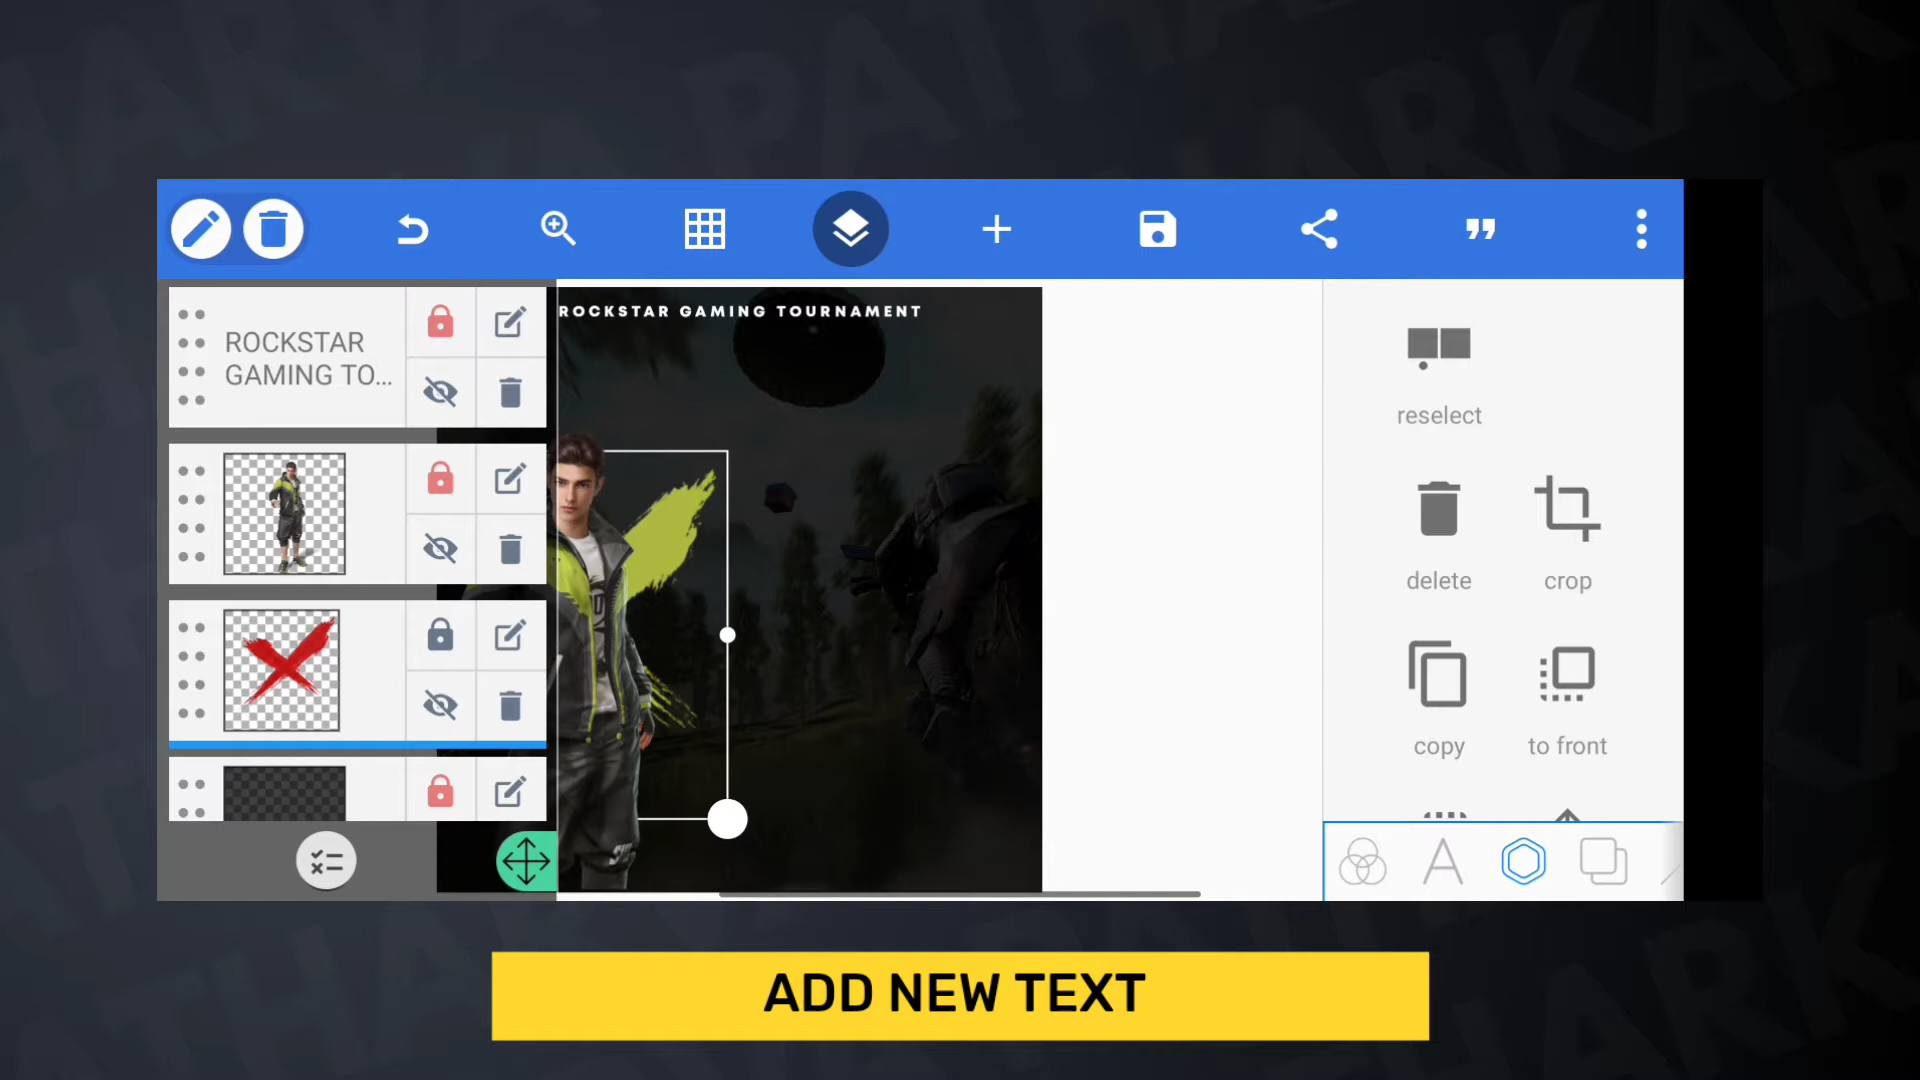 ROCKSTAR GAMING TOURNAMENT
ROCKSTAR
GAMING TO...
reselect
delete
crop
copy
to front
ADD NEW TEXT